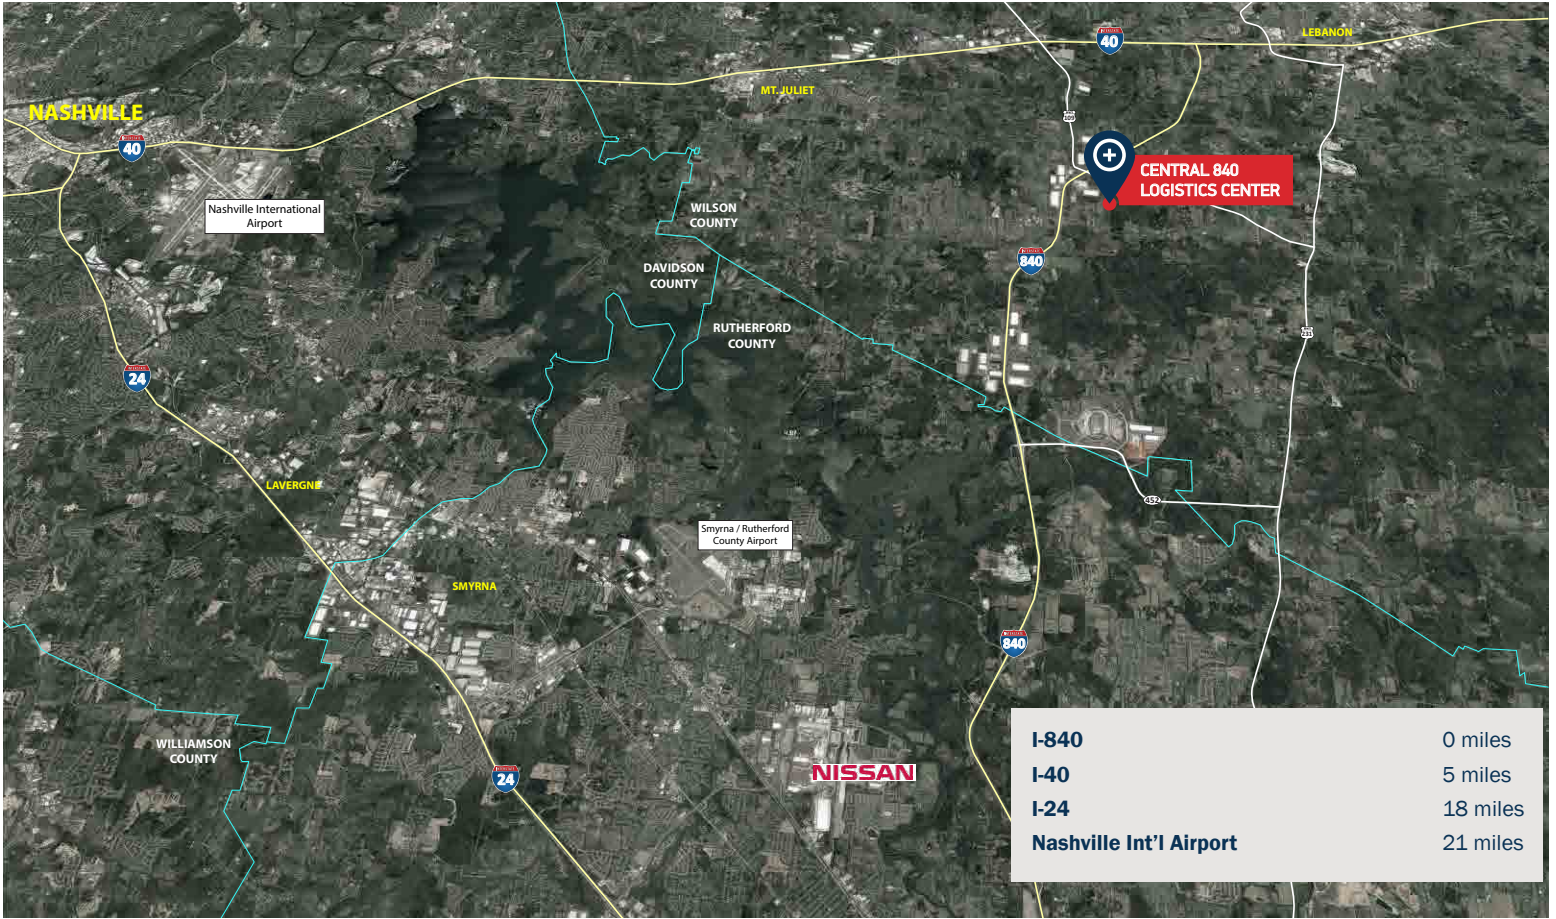 LEBANON
40
MT. JULIET
NASHVILLE
109
40
CENTRAL 840
LOGISTICS CENTER
Nashville International
Airport
WILSON
COUNTY
840
DAVIDSON
COUNTY
RUTHERFORD
COUNTY
231
24
LAVERGNE
452
Smyrna / Rutherford
County Airport
SMYRNA
840
WILLIAMSON
COUNTY
24
NISSAN
I-840 0 miles
I-40 5 miles
I-24 18 miles
Nashville Int'l Airport 21 miles